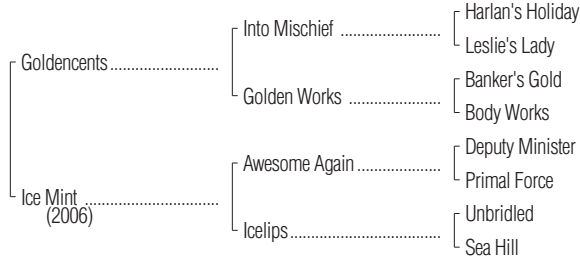 Harlan's Holiday
Into Mischief
Leslie's Lady
Goldencents
Banker's Gold
Golden Works
Body Works
Deputy Minister
Awesome Again
Primal Force
Ice Mint
(2006)
Unbridled
Icelips
Sea Hill